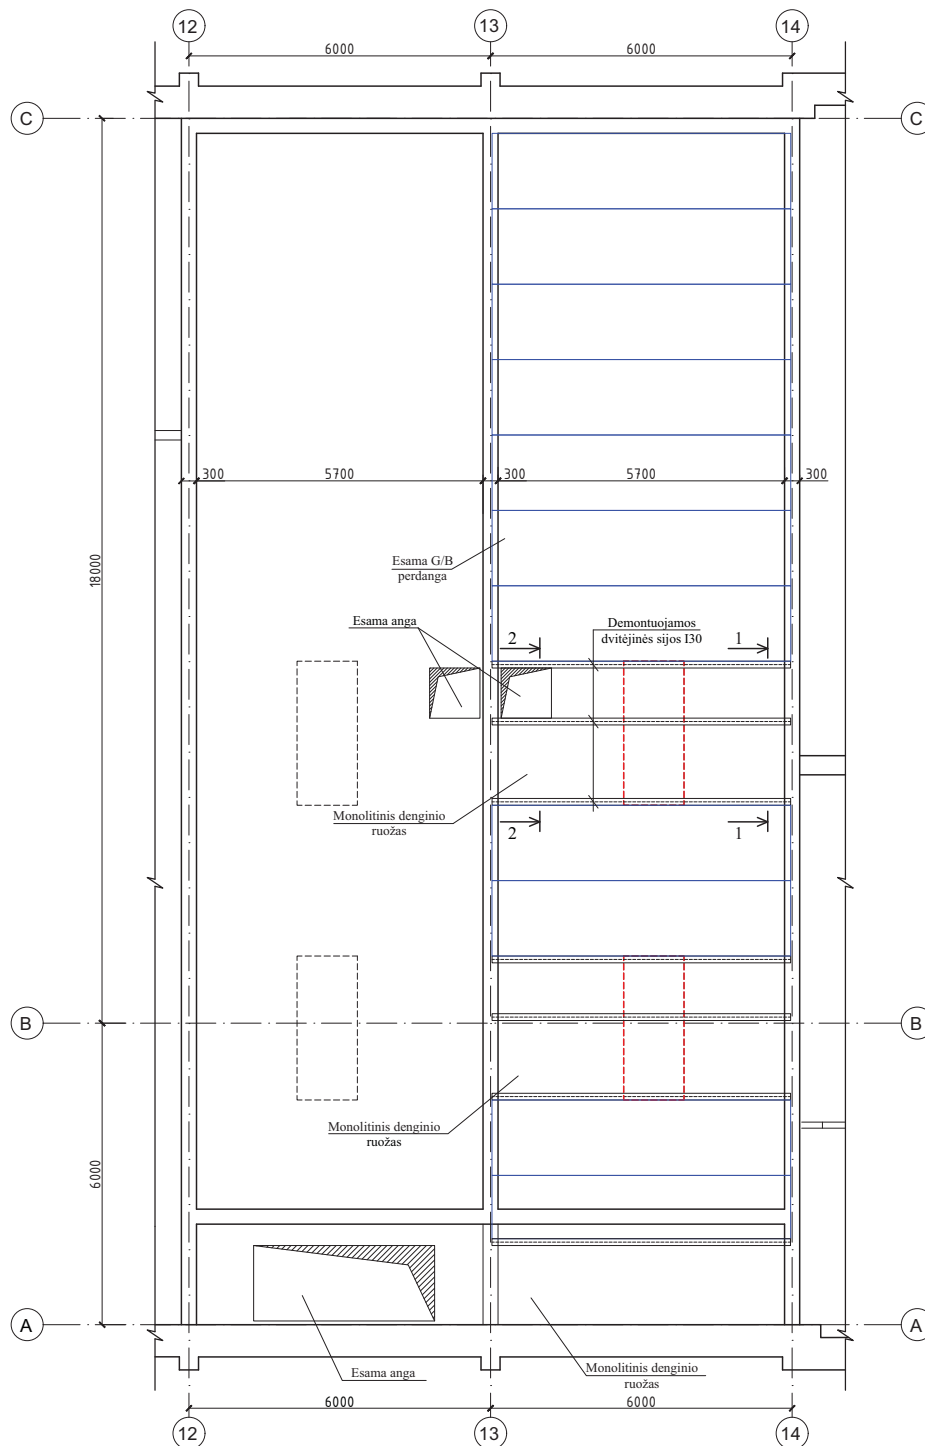 12 13 14
6000 6000
C C
300 5700 300 5700 300
18000
Esama G/B
perdanga
Esama anga
Demontuojamos
dvitėjinės sijos I30
2 1
Monolitinis denginio
ruožas
2 1
B B
Monolitinis denginio
ruožas
6000
A A
Esama anga
Monolitinis denginio
ruožas
6000 6000
12 13 14